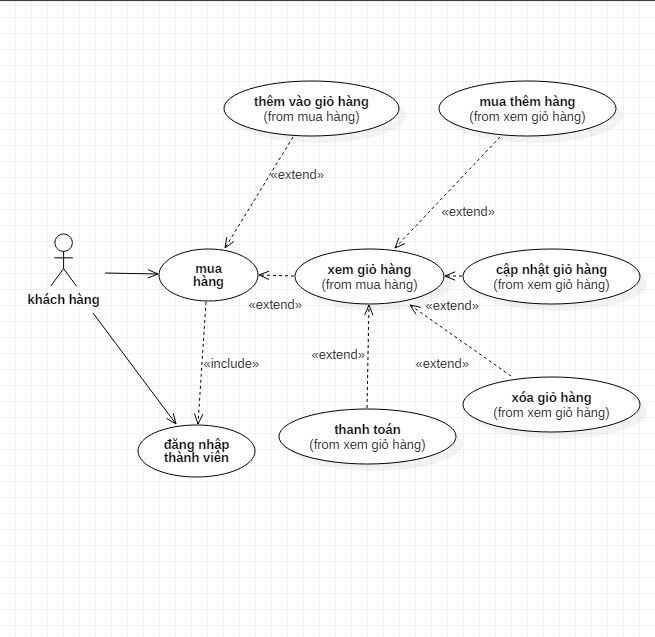 thêm vào giỏ hàng
(from mua hàng)
mua thêm hàng
(from xem giỏ hàng)
«extend»
«extend»
mua
hàng
xem giỏ hàng
(from mua hàng)
cập nhật giỏ hàng
(from xem giỏ hàng)
khách hàng
«extend»
«extend»
«extend»
«include»
«extend»
xóa giỏ hàng
(from xem giỏ hàng)
thanh toán
(from xem giỏ hàng)
đăng nhập
thành viên